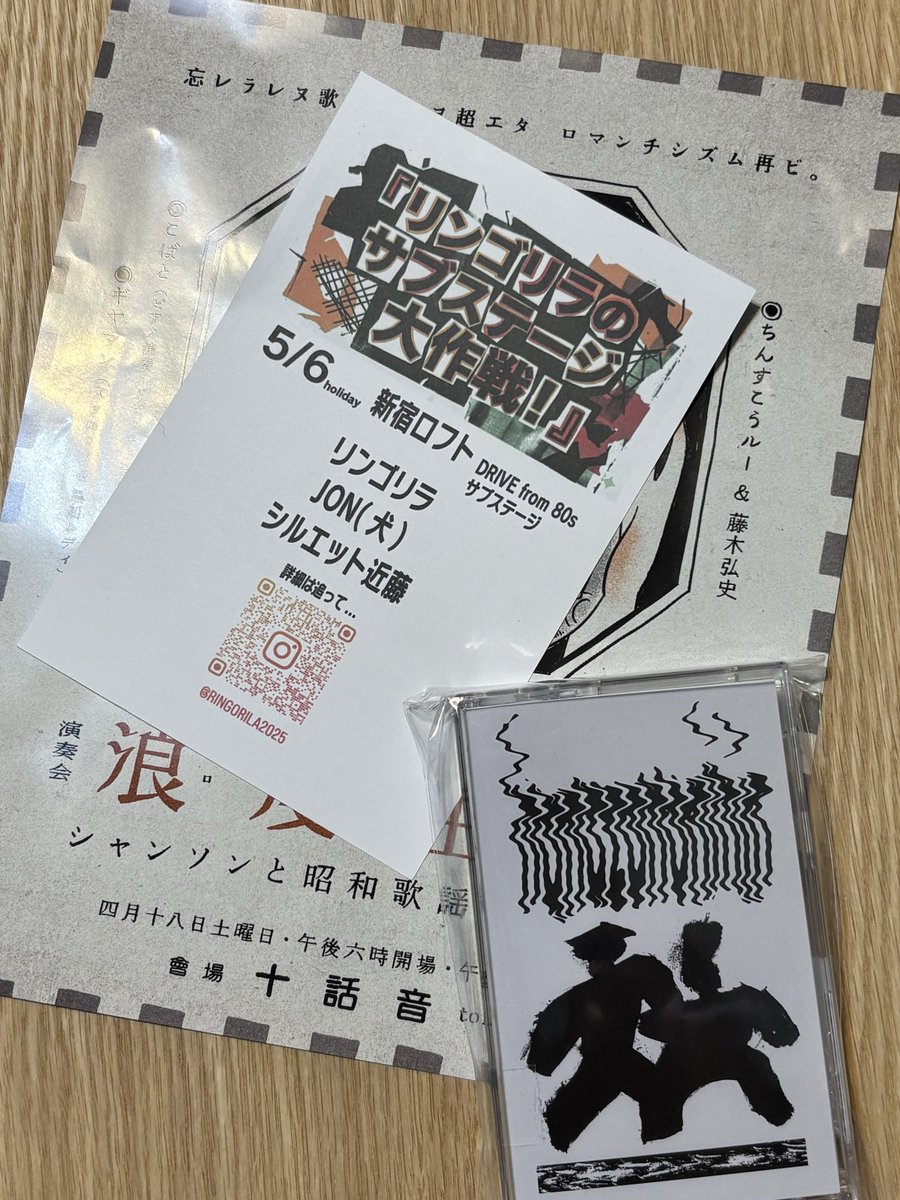 忘レラレヌ歌
ヲ超エタ ロマンチシズム再ビ。
『リンゴリラの
サブステージ
大作戦!』
5/6 holiday 新宿ロフト DRIVE from 80s
サブステージ
リンゴリラ
JON(犬)
シルエット近藤
詳細は追って...
@RINGORILA2025
◉ちんすこうルー & 藤木弘史
演奏会
浪
シャンソンと昭和歌謡
四月十八日土曜日・午後六時開場・午
會場 十話音